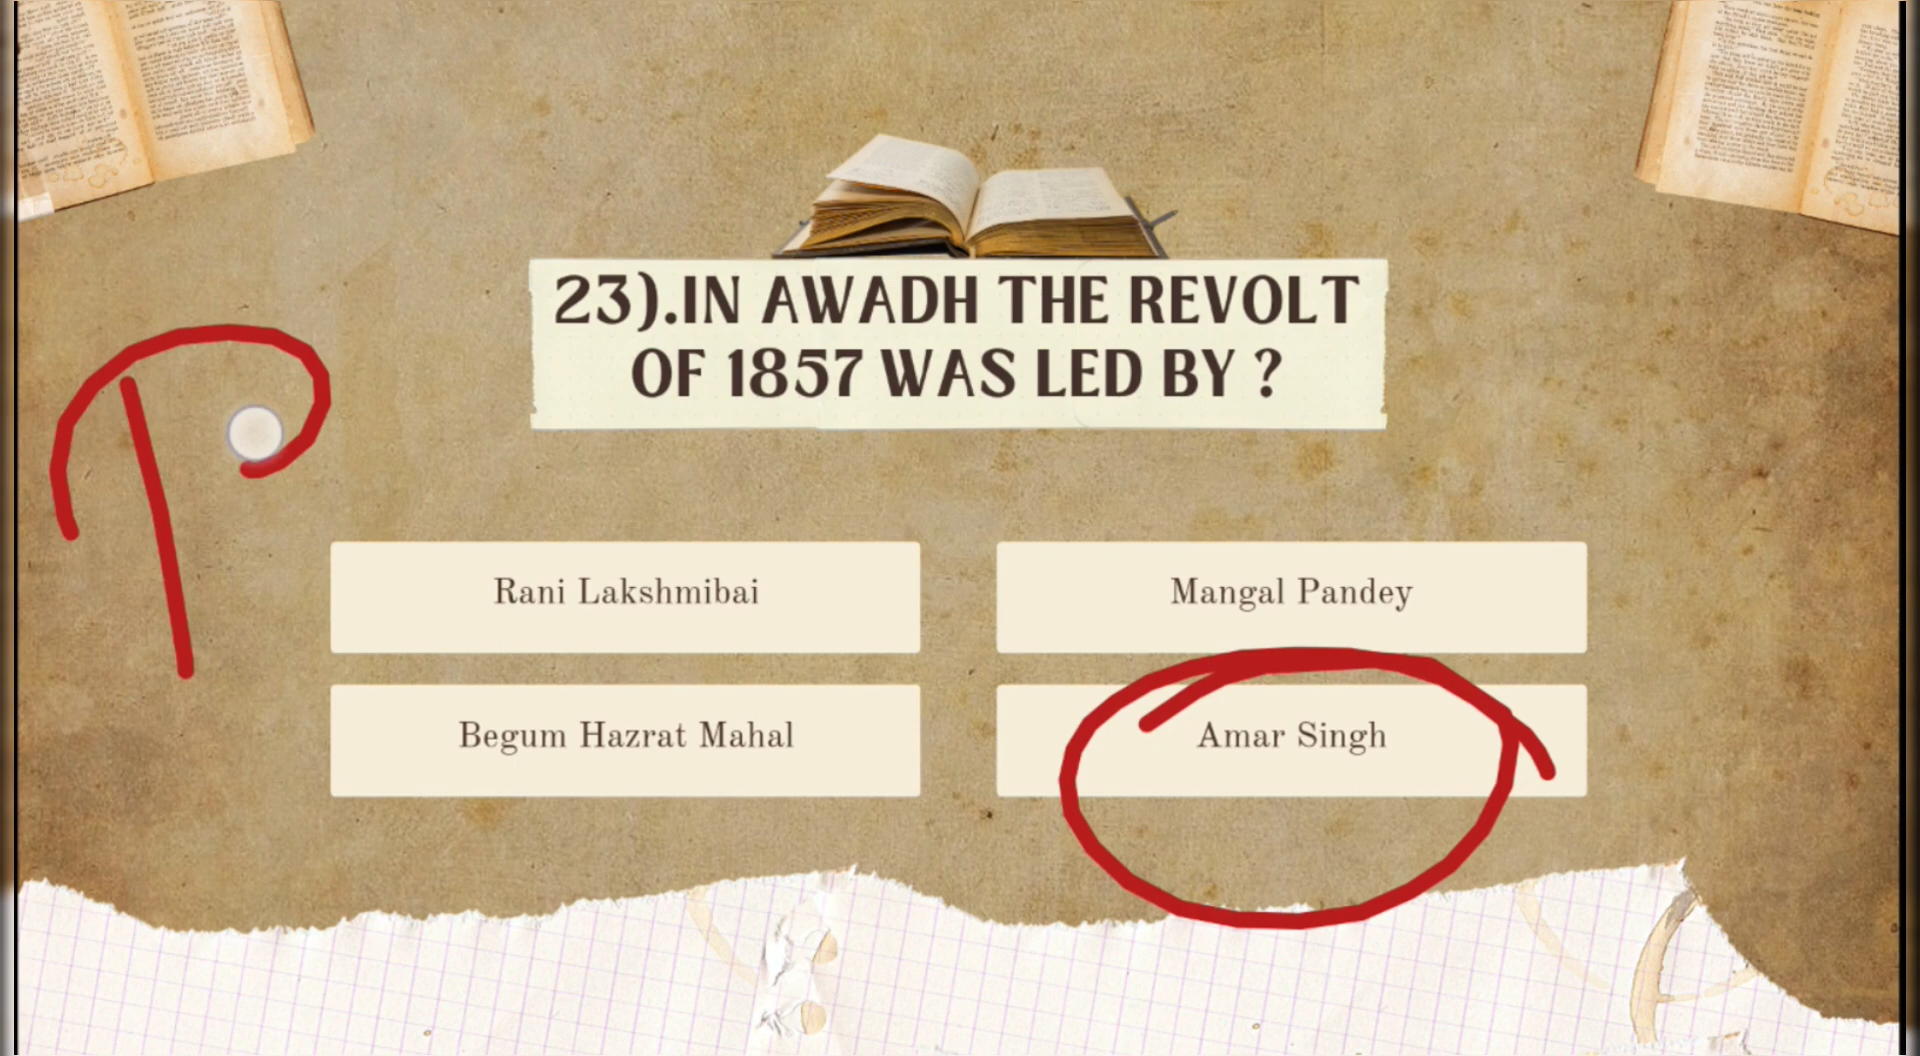 23).IN AWADH THE REVOLT
OF 1857 WAS LED BY ?
Rani Lakshmibai
Mangal Pandey
Begum Hazrat Mahal
Amar Singh